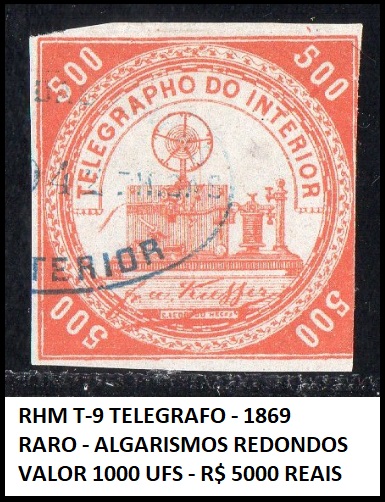 500 500
TELEGRAPHO DO INTERIOR
TERIOR
500 500
RHM T-9 TELEGRAFO - 1869
RARO - ALGARISMOS REDONDOS
VALOR 1000 UFS - R$ 5000 REAIS